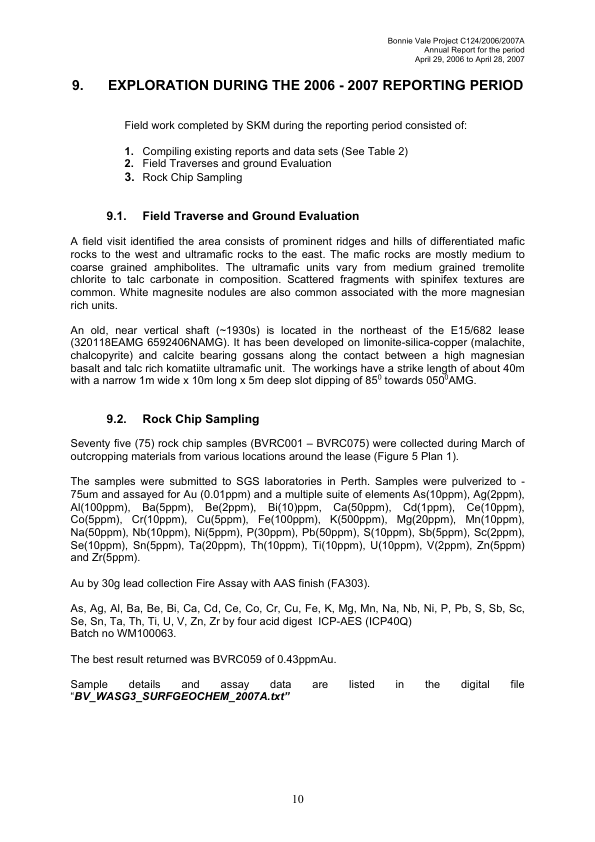 Bonnie Vale Project C124/2006/2007A
Annual Report for the period
April 29, 2006 to April 28, 2007
9. EXPLORATION DURING THE 2006 - 2007 REPORTING PERIOD
Field work completed by SKM during the reporting period consisted of:
1. Compiling existing reports and data sets (See Table 2)
2. Field Traverses and ground Evaluation
3. Rock Chip Sampling
9.1. Field Traverse and Ground Evaluation
A field visit identified the area consists of prominent ridges and hills of differentiated mafic
rocks to the west and ultramafic rocks to the east. The mafic rocks are mostly medium to
coarse grained amphibolites. The ultramafic units vary from medium grained tremolite
chlorite to talc carbonate in composition. Scattered fragments with spinifex textures are
common. White magnesite nodules are also common associated with the more magnesian
rich units.
An old, near vertical shaft (~1930s) is located in the northeast of the E15/682 lease
(320118EAMG 6592406NAMG). It has been developed on limonite-silica-copper (malachite,
chalcopyrite) and calcite bearing gossans along the contact between a high magnesian
basalt and talc rich komatiite ultramafic unit. The workings have a strike length of about 40m
with a narrow 1m wide x 10m long x 5m deep slot dipping of 85⁰ towards 050⁰AMG.
9.2. Rock Chip Sampling
Seventy five (75) rock chip samples (BVRC001 – BVRC075) were collected during March of
outcropping materials from various locations around the lease (Figure 5 Plan 1).
The samples were submitted to SGS laboratories in Perth. Samples were pulverized to -
75um and assayed for Au (0.01ppm) and a multiple suite of elements As(10ppm), Ag(2ppm),
Al(100ppm), Ba(5ppm), Be(2ppm), Bi(10)ppm, Ca(50ppm), Cd(1ppm), Ce(10ppm),
Co(5ppm), Cr(10ppm), Cu(5ppm), Fe(100ppm), K(500ppm), Mg(20ppm), Mn(10ppm),
Na(50ppm), Nb(10ppm), Ni(5ppm), P(30ppm), Pb(50ppm), S(10ppm), Sb(5ppm), Sc(2ppm),
Se(10ppm), Sn(5ppm), Ta(20ppm), Th(10ppm), Ti(10ppm), U(10ppm), V(2ppm), Zn(5ppm)
and Zr(5ppm).
Au by 30g lead collection Fire Assay with AAS finish (FA303).
As, Ag, Al, Ba, Be, Bi, Ca, Cd, Ce, Co, Cr, Cu, Fe, K, Mg, Mn, Na, Nb, Ni, P, Pb, S, Sb, Sc,
Se, Sn, Ta, Th, Ti, U, V, Zn, Zr by four acid digest ICP-AES (ICP40Q)
Batch no WM100063.
The best result returned was BVRC059 of 0.43ppmAu.
Sample details and assay data are listed in the digital file
“BV_WASG3_SURFGEOCHEM_2007A.txt”
10